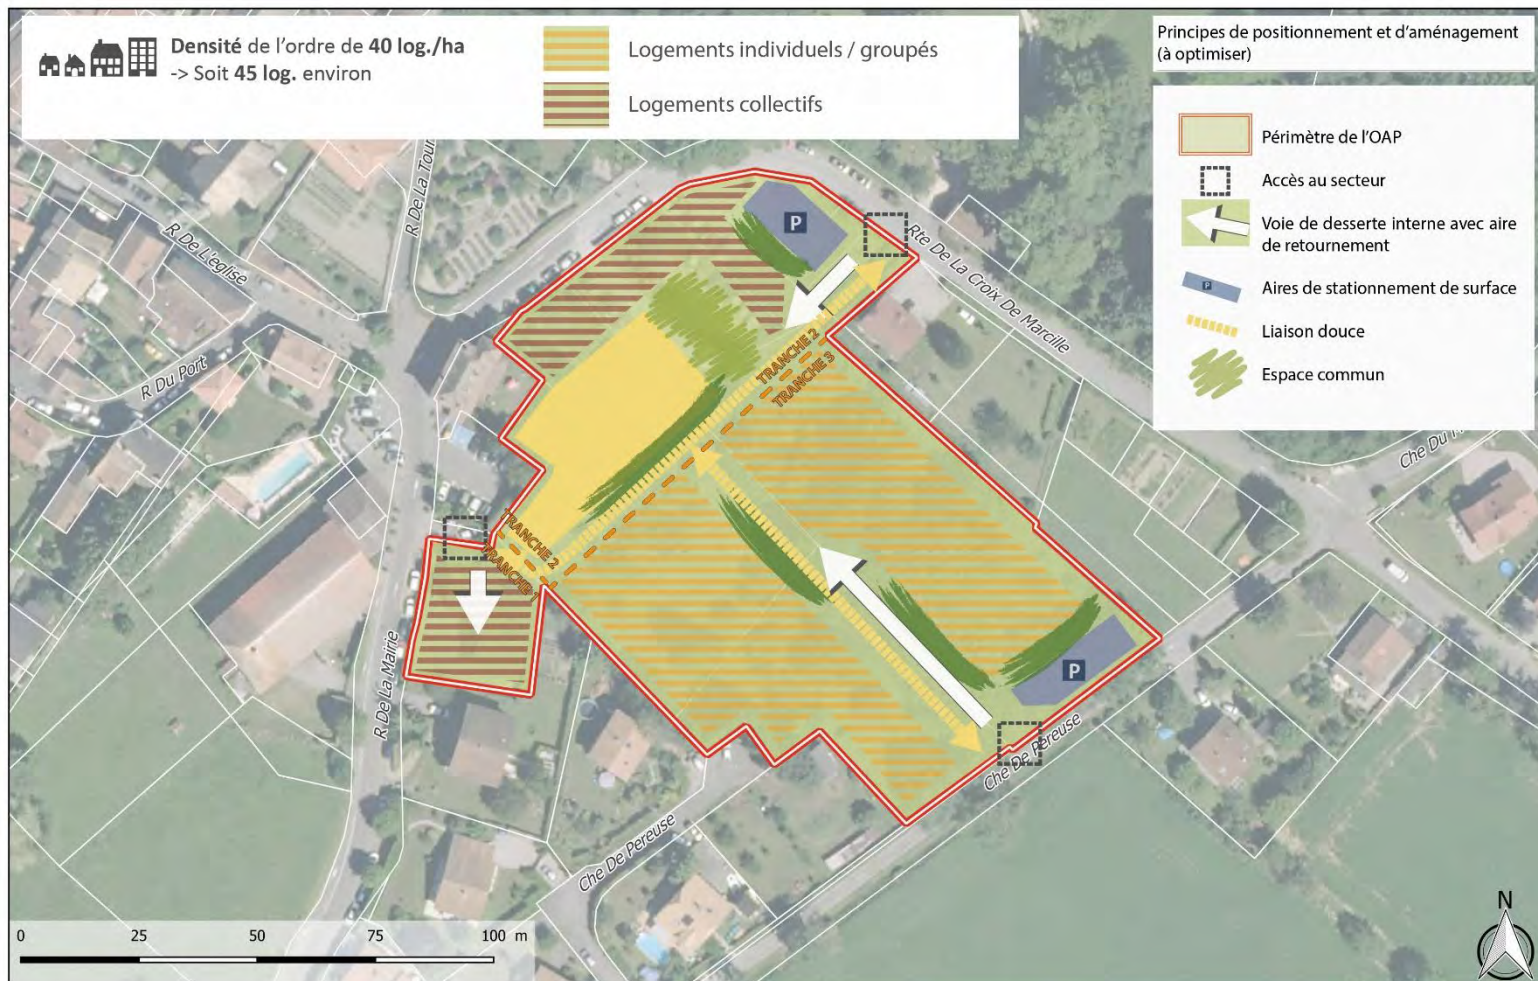 Densité de l'ordre de 40 log./ha
-> Soit 45 log. environ
Logements individuels / groupés
Logements collectifs
Principes de positionnement et d'aménagement
(à optimiser)
Périmètre de l'OAP
Accès au secteur
Voie de desserte interne avec aire
de retournement
Aires de stationnement de surface
P
Liaison douce
Espace commun
R De La Tour
R De L'eglise
R Du Port
R De La Mairie
Rte De La Croix De Marcille
Che Du
Che De Pereuse
Che De Pereuse
P
P
TRANCHE 2
TRANCHE 3
TRANCHE 2
TRANCHE 1
0 25 50 75 100 m
N